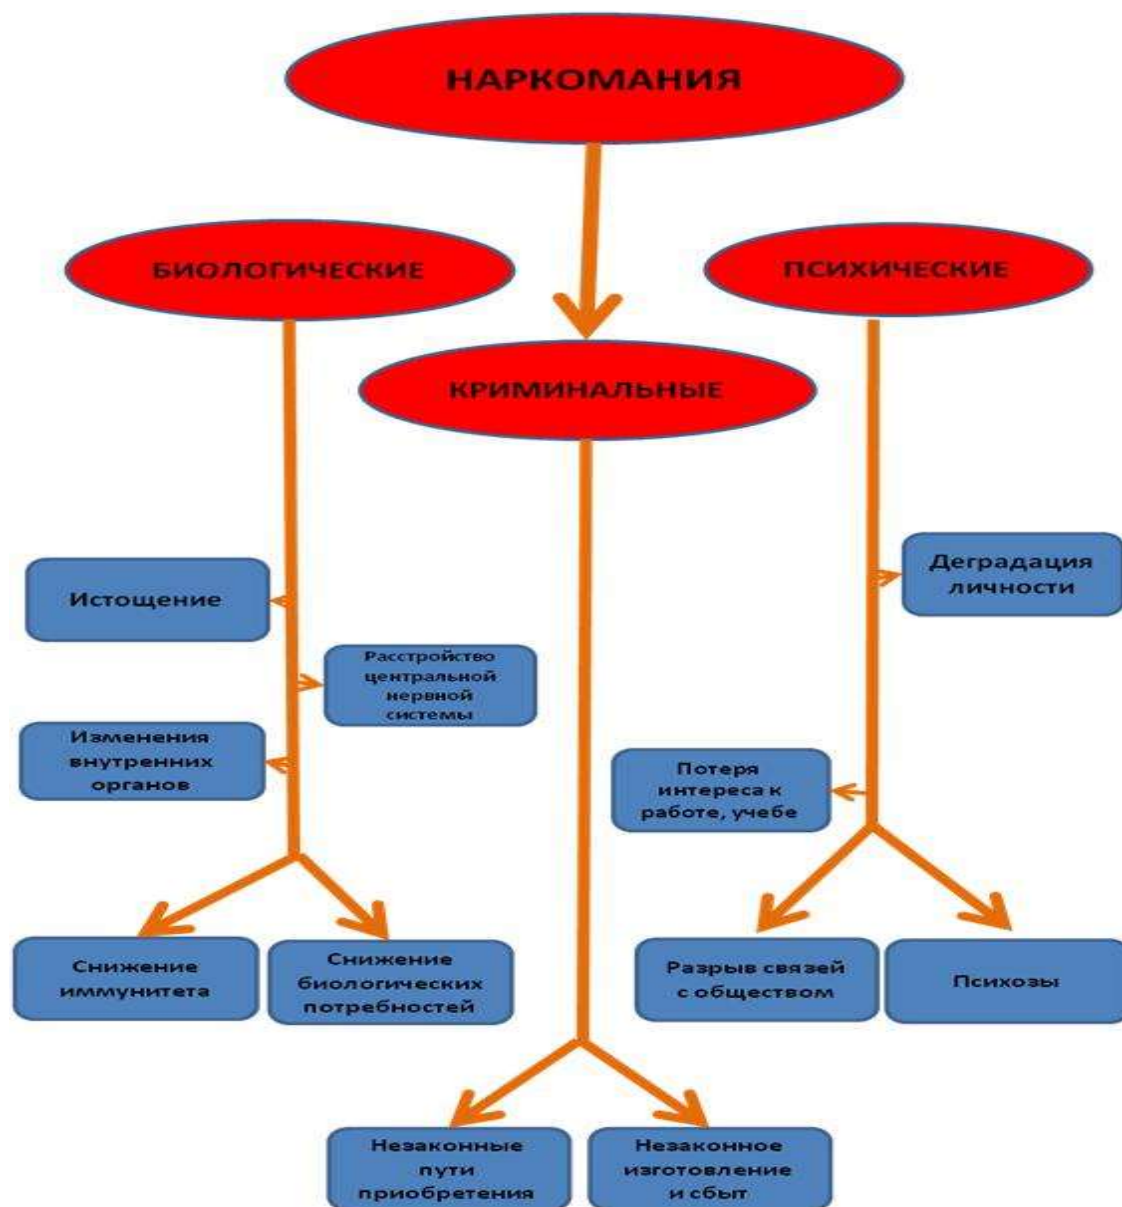 НАРКОМАНИЯ
БИОЛОГИЧЕСКИЕ
ПСИХИЧЕСКИЕ
КРИМИНАЛЬНЫЕ
Деградация
личности
Истощение
Расстройство
центральной
нервной
системы
Изменения
внутренних
органов
Потеря
интереса к
работе, учебе
Снижение
иммунитета
Снижение
биологических
потребностей
Разрыв связей
с обществом
Психозы
Незаконные
пути
приобретения
Незаконное
изготовление
и сбыт